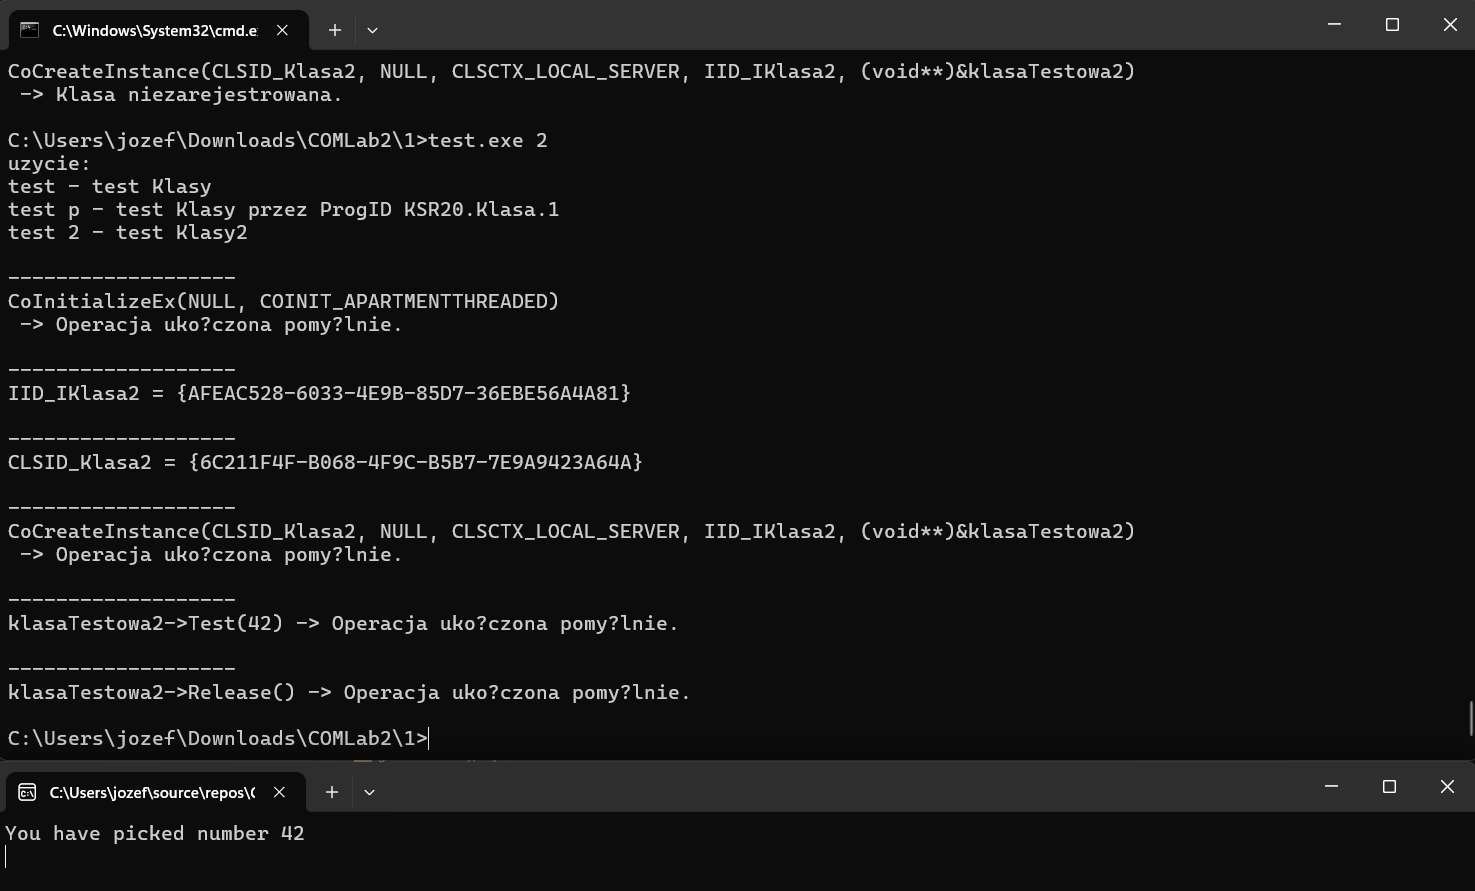 C:\Windows\System32\cmd.e
CoCreateInstance(CLSID_Klasa2, NULL, CLSCTX_LOCAL_SERVER, IID_IKlasa2, (void**)&klasaTestowa2)
 -> Klasa niezarejestrowana.
C:\Users\jozef\Downloads\COMLab2\1>test.exe 2
uzycie:
test - test Klasy
test p - test Klasy przez ProgID KSR20.Klasa.1
test 2 - test Klasy2
-------------------
CoInitializeEx(NULL, COINIT_APARTMENTTHREADED)
 -> Operacja uko?czona pomy?lnie.
-------------------
IID_IKlasa2 = {AFEAC528-6033-4E9B-85D7-36EBE56A4A81}
-------------------
CLSID_Klasa2 = {6C211F4F-B068-4F9C-B5B7-7E9A9423A64A}
-------------------
CoCreateInstance(CLSID_Klasa2, NULL, CLSCTX_LOCAL_SERVER, IID_IKlasa2, (void**)&klasaTestowa2)
 -> Operacja uko?czona pomy?lnie.
-------------------
klasaTestowa2->Test(42) -> Operacja uko?czona pomy?lnie.
-------------------
klasaTestowa2->Release() -> Operacja uko?czona pomy?lnie.
C:\Users\jozef\Downloads\COMLab2\1>
C:\Users\jozef\source\repos\
You have picked number 42